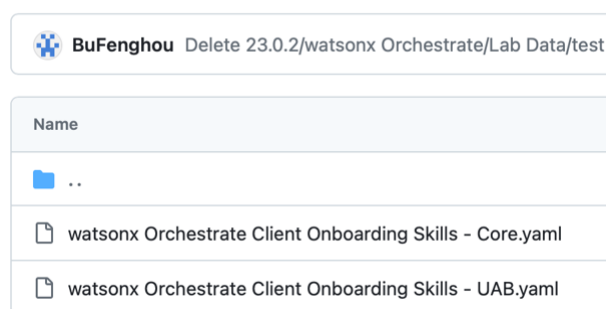 BuFenghou Delete 23.0.2/watsonx Orchestrate/Lab Data/test
Name
..
watsonx Orchestrate Client Onboarding Skills - Core.yaml
watsonx Orchestrate Client Onboarding Skills - UAB.yaml